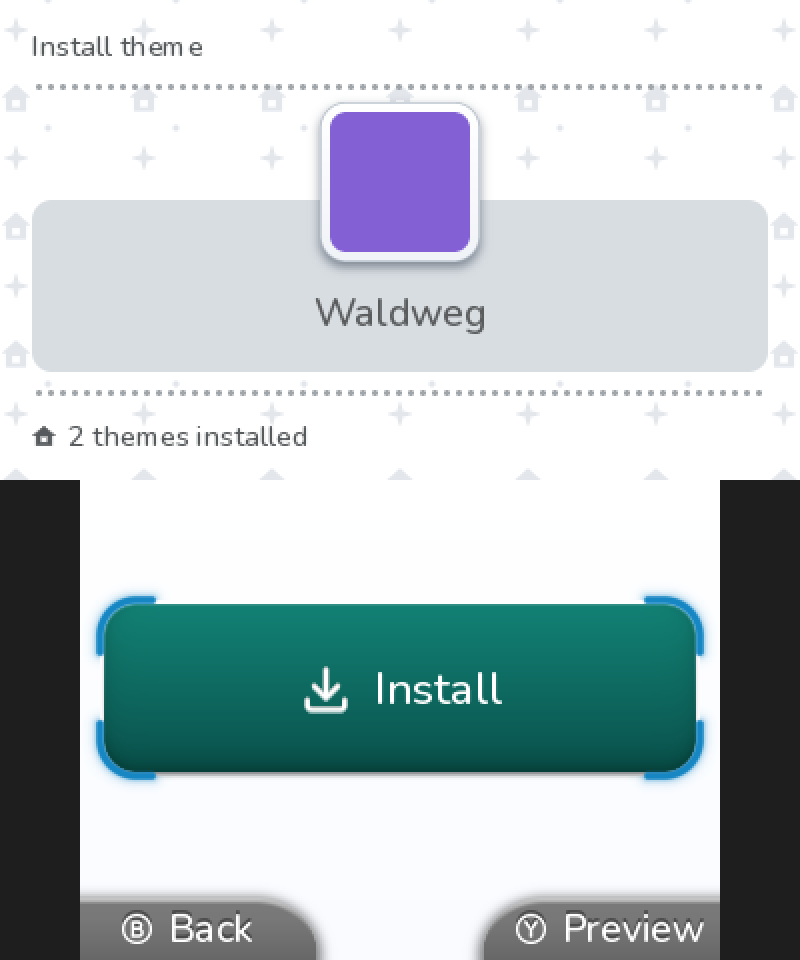 Install theme
Waldweg
2 themes installed
Install
B Back
Y Preview